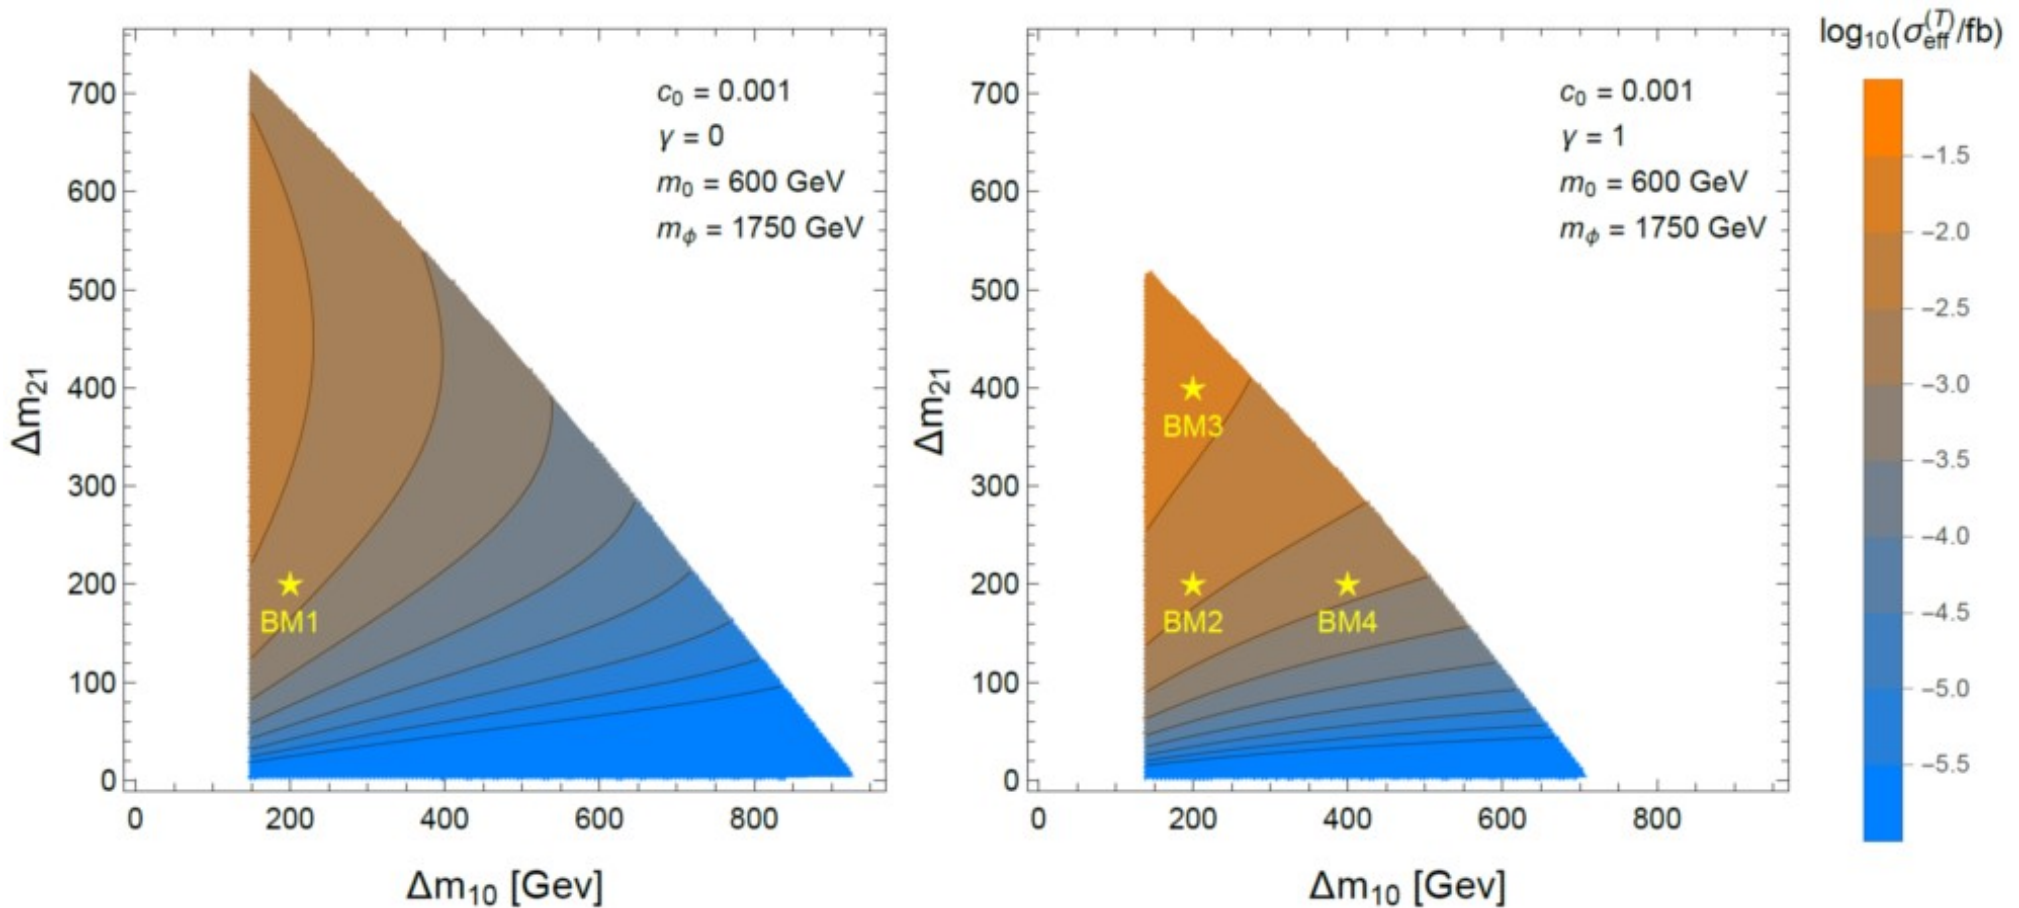 log₁₀(σ_eff^(T)/fb)
c₀ = 0.001
γ = 0
m₀ = 600 GeV
m_ϕ = 1750 GeV
700
600
500
400
300
200
100
0
Δm₂₁
BM1
0 200 400 600 800
Δm₁₀ [Gev]
c₀ = 0.001
γ = 1
m₀ = 600 GeV
m_ϕ = 1750 GeV
700
600
500
400
300
200
100
0
Δm₂₁
BM3
BM2 BM4
0 200 400 600 800
Δm₁₀ [Gev]
−1.5
−2.0
−2.5
−3.0
−3.5
−4.0
−4.5
−5.0
−5.5